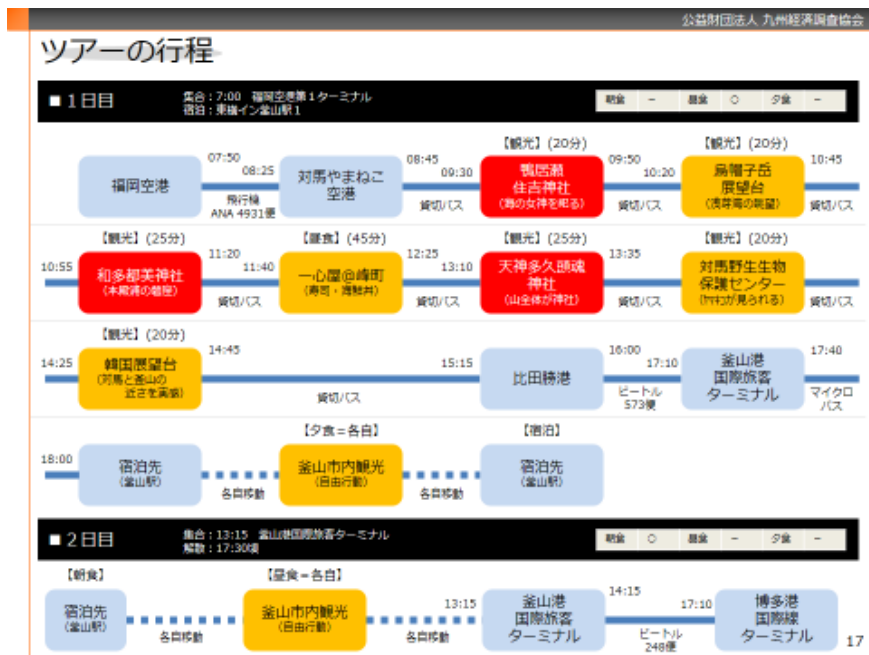 公益財団法人 九州経済調査協会
ツアーの行程
■1日目
集合：7:00 福岡空港第1ターミナル
宿泊：東横イン釜山駅1
朝食 － 昼食 ○ 夕食 －
【観光】(20分) 【観光】(20分)
福岡空港
07:50
08:25
飛行機
ANA 4931便
対馬やまねこ
空港
08:45
09:30
貸切バス
鴨居瀬
住吉神社
(海の女神を祀る)
09:50
10:20
貸切バス
烏帽子岳
展望台
(浅茅湾の眺望)
10:45
貸切バス
【観光】(25分) 【昼食】(45分) 【観光】(25分) 【観光】(20分)
10:55
和多都美神社
(本殿裏の磐座)
11:20
11:40
貸切バス
一心屋@峰町
(寿司・海鮮丼)
12:25
13:10
貸切バス
天神多久頭魂
神社
(山全体が神社)
13:35
貸切バス
対馬野生生物
保護センター
(ﾔﾏﾈｺが見られる)
貸切バス
【観光】(20分)
14:25
韓国展望台
(対馬と釜山の
近さを実感)
14:45
15:15
貸切バス
比田勝港
16:00
17:10
ビートル
573便
釜山港
国際旅客
ターミナル
17:40
マイクロ
バス
【夕食＝各自】 【宿泊】
18:00
宿泊先
(釜山駅)
各自移動
釜山市内観光
(自由行動)
各自移動
宿泊先
(釜山駅)
■2日目
集合：13:15 釜山港国際旅客ターミナル
解散：17:30頃
朝食 ○ 昼食 － 夕食 －
【朝食】 【昼食＝各自】
宿泊先
(釜山駅)
各自移動
釜山市内観光
(自由行動)
13:15
各自移動
釜山港
国際旅客
ターミナル
14:15
17:10
ビートル
248便
博多港
国際線
ターミナル
17